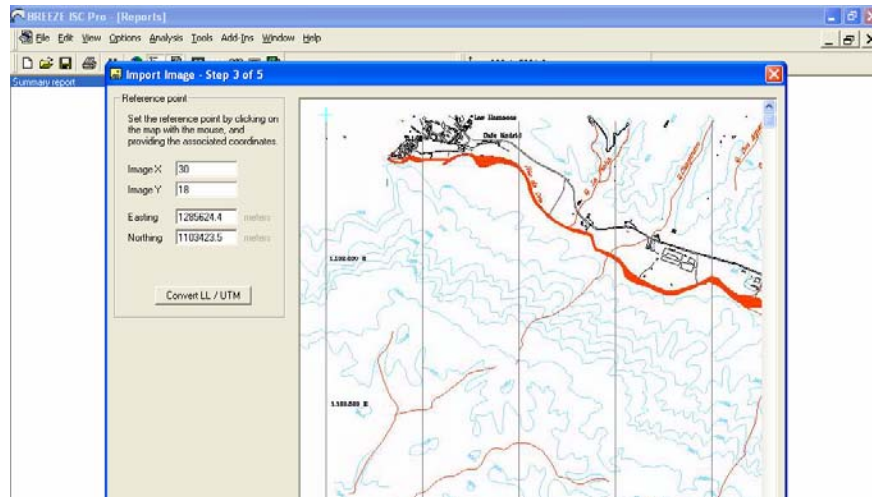 BREEZE ISC Pro - [Reports]
File Edit View Options Analysis Tools Add-Ins Window Help
Summary report
Import Image - Step 3 of 5
Reference point
Set the reference point by clicking on
the map with the mouse, and
providing the associated coordinates.
Image X 30
Image Y 18
Easting 1285624.4 meters
Northing 1103423.5 meters
Convert LL / UTM